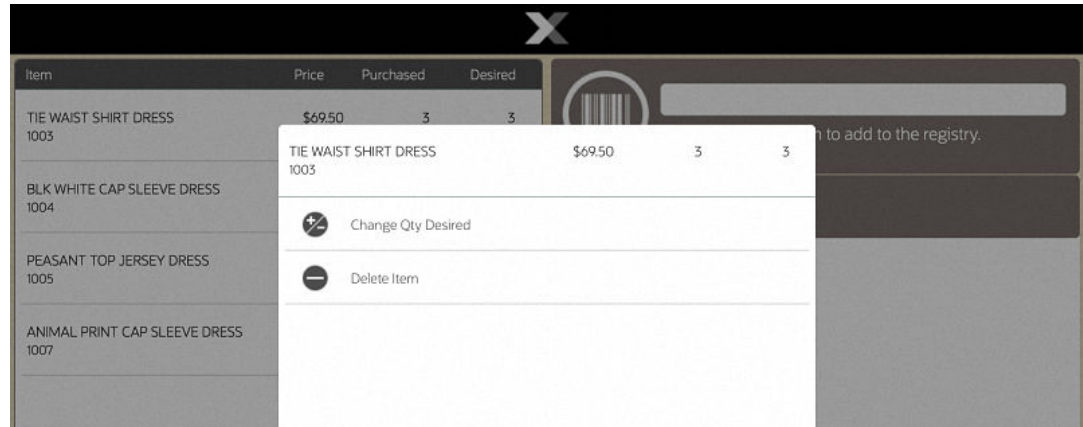 Item Price Purchased Desired
TIE WAIST SHIRT DRESS $69.50 3 3
1003
BLK WHITE CAP SLEEVE DRESS
1004
PEASANT TOP JERSEY DRESS
1005
ANIMAL PRINT CAP SLEEVE DRESS
1007
TIE WAIST SHIRT DRESS $69.50 3 3
1003
Change Qty Desired
Delete Item
to add to the registry.